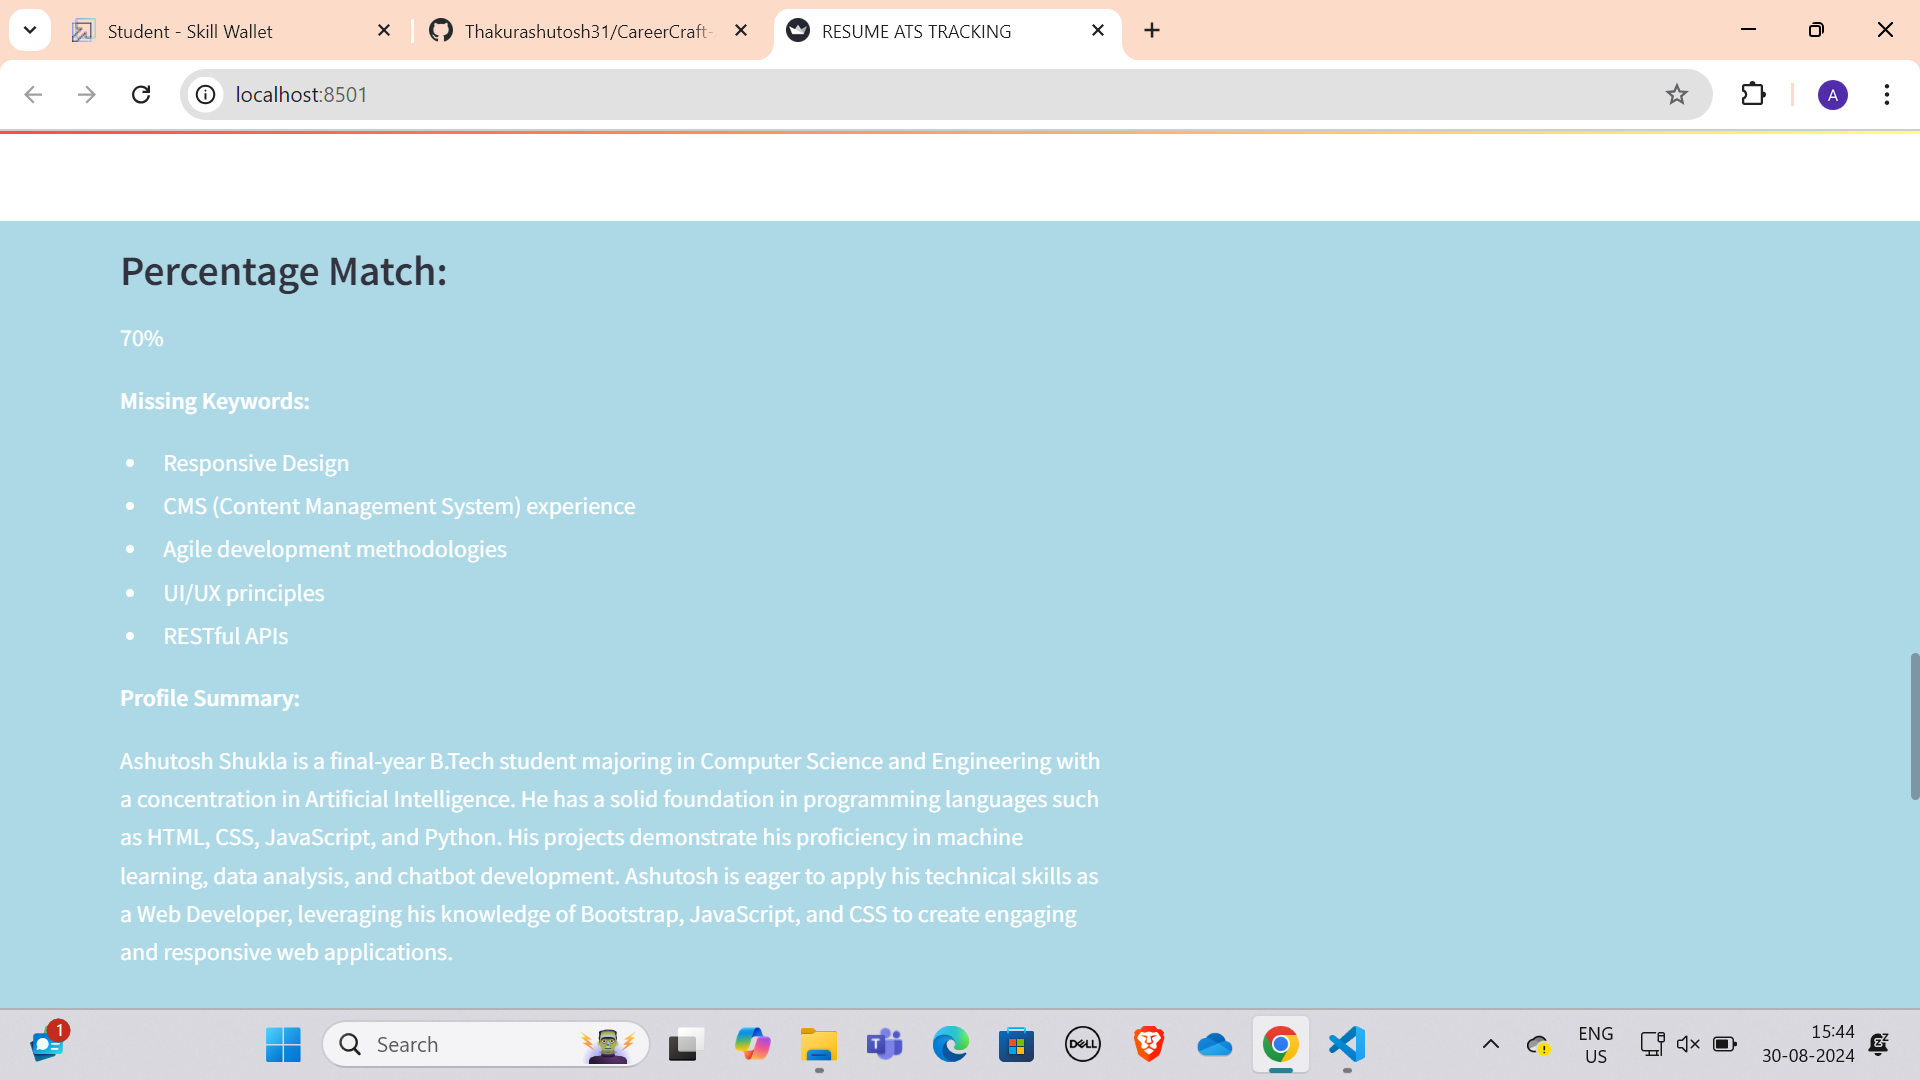 Student - Skill Wallet
Thakurashutosh31/CareerCraft-
RESUME ATS TRACKING
localhost:8501
A
Percentage Match:
70%
Missing Keywords:
• Responsive Design
• CMS (Content Management System) experience
• Agile development methodologies
• UI/UX principles
• RESTful APIs
Profile Summary:
Ashutosh Shukla is a final-year B.Tech student majoring in Computer Science and Engineering with
a concentration in Artificial Intelligence. He has a solid foundation in programming languages such
as HTML, CSS, JavaScript, and Python. His projects demonstrate his proficiency in machine
learning, data analysis, and chatbot development. Ashutosh is eager to apply his technical skills as
a Web Developer, leveraging his knowledge of Bootstrap, JavaScript, and CSS to create engaging
and responsive web applications.
1
Search
T
DELL
ENG
US
15:44
30-08-2024